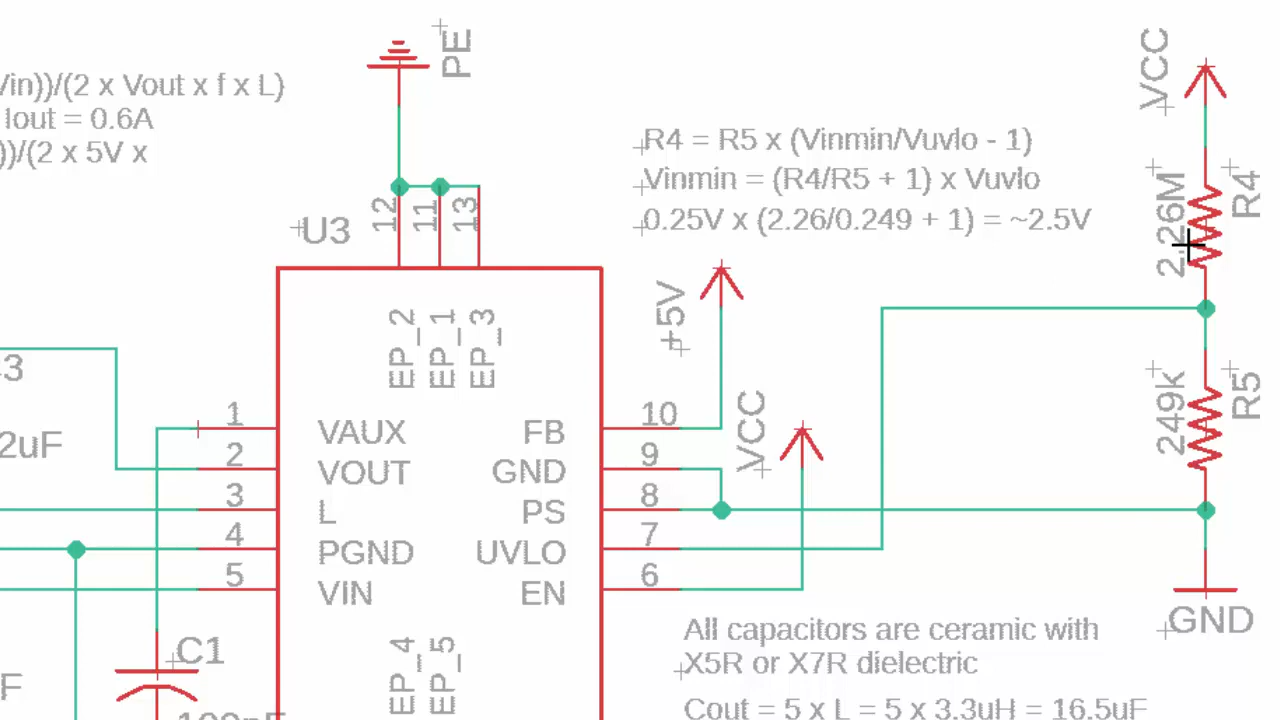 PE
Vin))/(2 x Vout x f x L)
Iout = 0.6A
))/(2 x 5V x
R4 = R5 x (Vinmin/Vuvlo - 1)
Vinmin = (R4/R5 + 1) x Vuvlo
0.25V x (2.26/0.249 + 1) = ~2.5V
VCC
2.26M
R4
12
11
13
U3
EP_2
EP_1
EP_3
+5V
VCC
249k
R5
3
2uF
1
VAUX
FB
10
2
VOUT
GND
9
3
L
PS
8
4
PGND
UVLO
7
5
VIN
EN
6
GND
C1
EP_4
EP_5
F
All capacitors are ceramic with
X5R or X7R dielectric
Cout = 5 x L = 5 x 3.3uH = 16.5uF